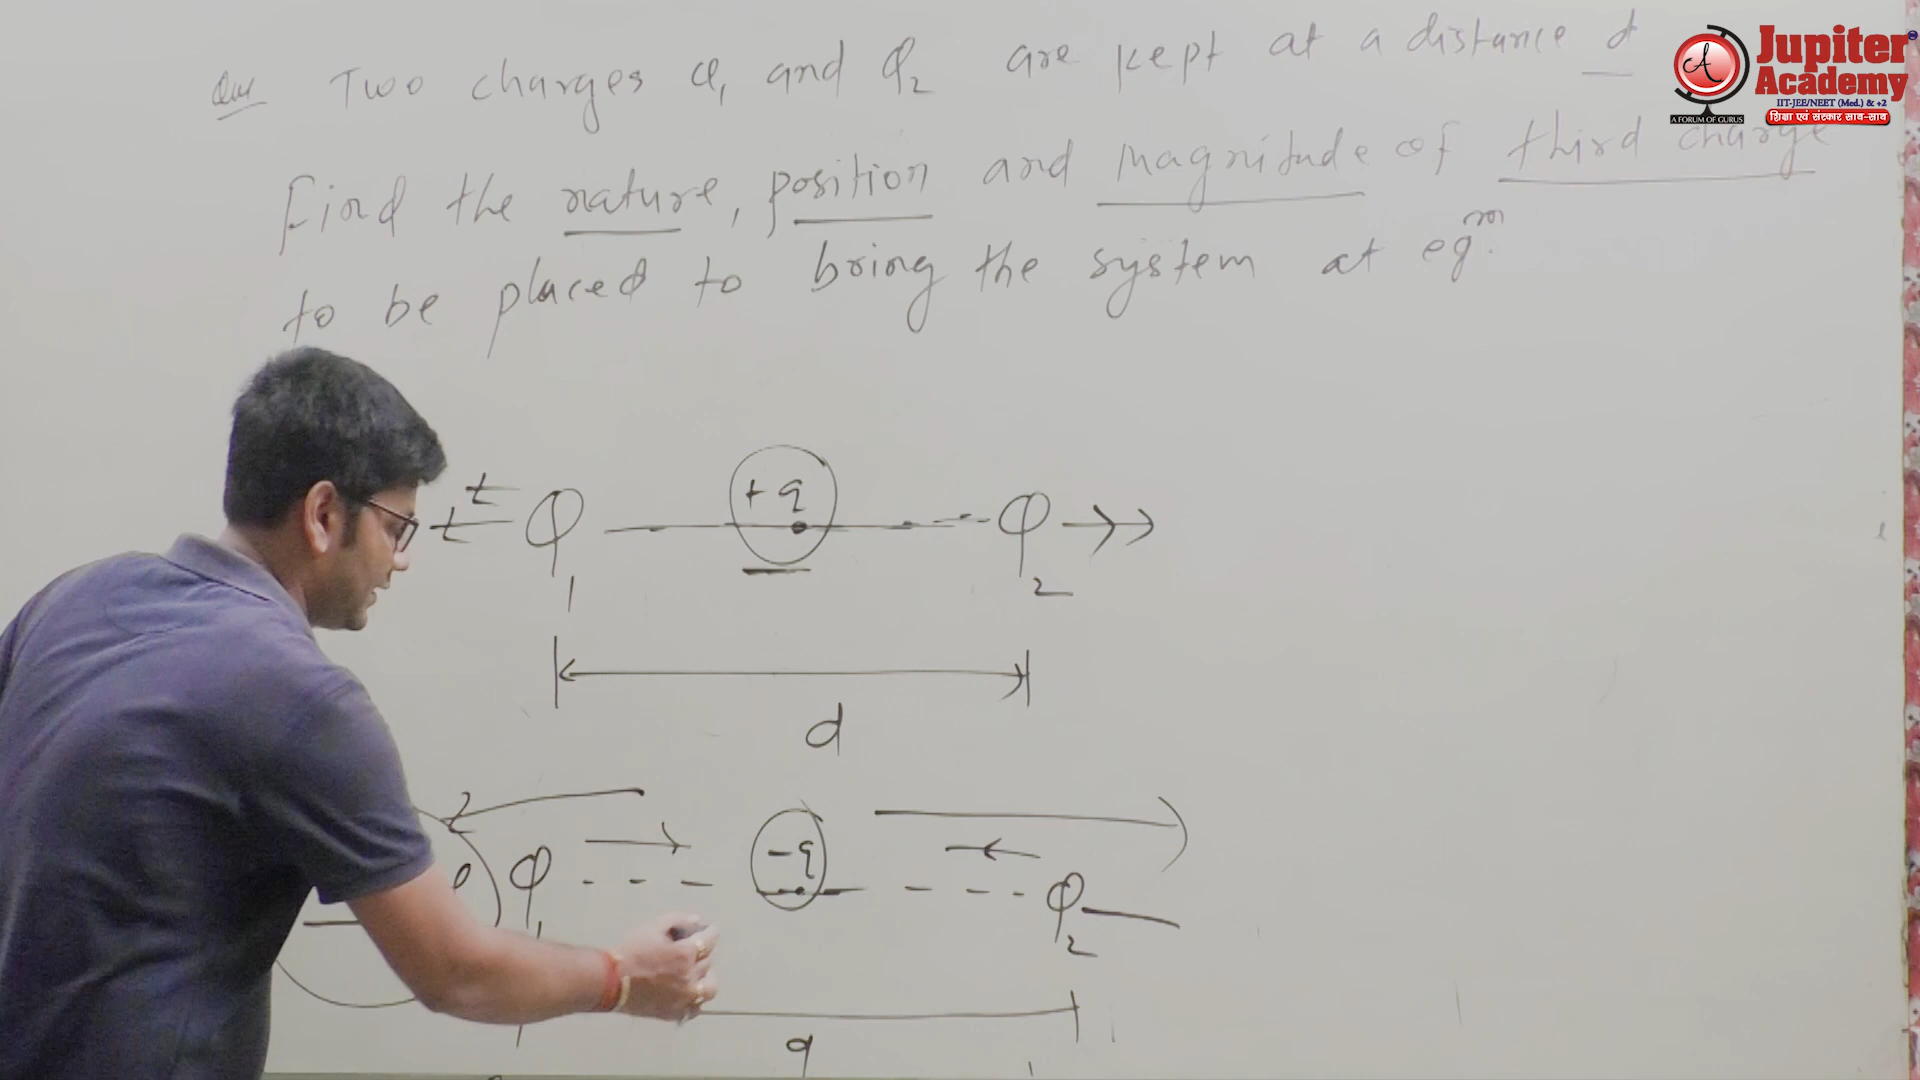 Que Two charges Q1 and Q2 are kept at a distance d
Find the nature, position and magnitude of third charge
to be placed to bring the system at eqm.
Jupiter
Academy
IIT-JEE/NEET (Med.) & +2
A FORUM OF GURUS
शिक्षा एवं संस्कार साथ-साथ
+q
Q1 Q2
d
-q
Q1 Q2